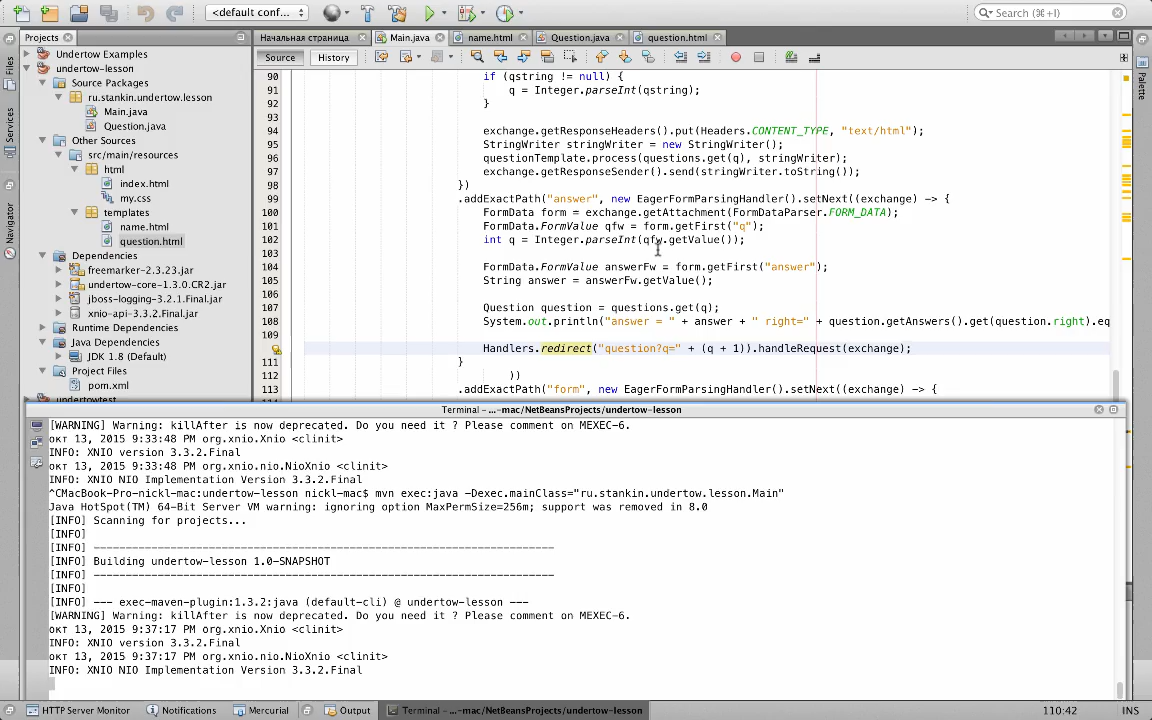 <default conf...
Search (⌘+I)
Projects
Начальная страница
Main.java
name.html
Question.java
question.html
Source
History
Files
Services
Navigator
Palette
Undertow Examples
undertow-lesson
Source Packages
ru.stankin.undertow.lesson
Main.java
Question.java
Other Sources
src/main/resources
html
index.html
my.css
templates
name.html
question.html
Dependencies
freemarker-2.3.23.jar
undertow-core-1.3.0.CR2.jar
jboss-logging-3.2.1.Final.jar
xnio-api-3.3.2.Final.jar
Runtime Dependencies
Java Dependencies
JDK 1.8 (Default)
Project Files
pom.xml
undertowtest
90 if (qstring != null) {
91 q = Integer.parseInt(qstring);
92 }
93
94 exchange.getResponseHeaders().put(Headers.CONTENT_TYPE, "text/html");
95 StringWriter stringWriter = new StringWriter();
96 questionTemplate.process(questions.get(q), stringWriter);
97 exchange.getResponseSender().send(stringWriter.toString());
98 })
99 .addExactPath("answer", new EagerFormParsingHandler().setNext((exchange) -> {
100 FormData form = exchange.getAttachment(FormDataParser.FORM_DATA);
101 FormData.FormValue qfw = form.getFirst("q");
102 int q = Integer.parseInt(qfw.getValue());
103
104 FormData.FormValue answerFw = form.getFirst("answer");
105 String answer = answerFw.getValue();
106
107 Question question = questions.get(q);
108 System.out.println("answer = " + answer + " right=" + question.getAnswers().get(question.right).eq
109
Handlers.redirect("question?q=" + (q + 1)).handleRequest(exchange);
111 }
112 ))
113 .addExactPath("form", new EagerFormParsingHandler().setNext((exchange) -> {
Terminal – ...-mac/NetBeansProjects/undertow-lesson
[WARNING] Warning: killAfter is now deprecated. Do you need it ? Please comment on MEXEC-6.
окт 13, 2015 9:33:48 PM org.xnio.Xnio <clinit>
INFO: XNIO version 3.3.2.Final
окт 13, 2015 9:33:48 PM org.xnio.nio.NioXnio <clinit>
INFO: XNIO NIO Implementation Version 3.3.2.Final
^CMacBook-Pro-nickl-mac:undertow-lesson nickl-mac$ mvn exec:java -Dexec.mainClass="ru.stankin.undertow.lesson.Main"
Java HotSpot(TM) 64-Bit Server VM warning: ignoring option MaxPermSize=256m; support was removed in 8.0
[INFO] Scanning for projects...
[INFO]
[INFO] ------------------------------------------------------------------------
[INFO] Building undertow-lesson 1.0-SNAPSHOT
[INFO] ------------------------------------------------------------------------
[INFO]
[INFO] --- exec-maven-plugin:1.3.2:java (default-cli) @ undertow-lesson ---
[WARNING] Warning: killAfter is now deprecated. Do you need it ? Please comment on MEXEC-6.
окт 13, 2015 9:37:17 PM org.xnio.Xnio <clinit>
INFO: XNIO version 3.3.2.Final
окт 13, 2015 9:37:17 PM org.xnio.nio.NioXnio <clinit>
INFO: XNIO NIO Implementation Version 3.3.2.Final
HTTP Server Monitor
Notifications
Mercurial
Output
Terminal – ...-mac/NetBeansProjects/undertow-lesson
110:42
INS